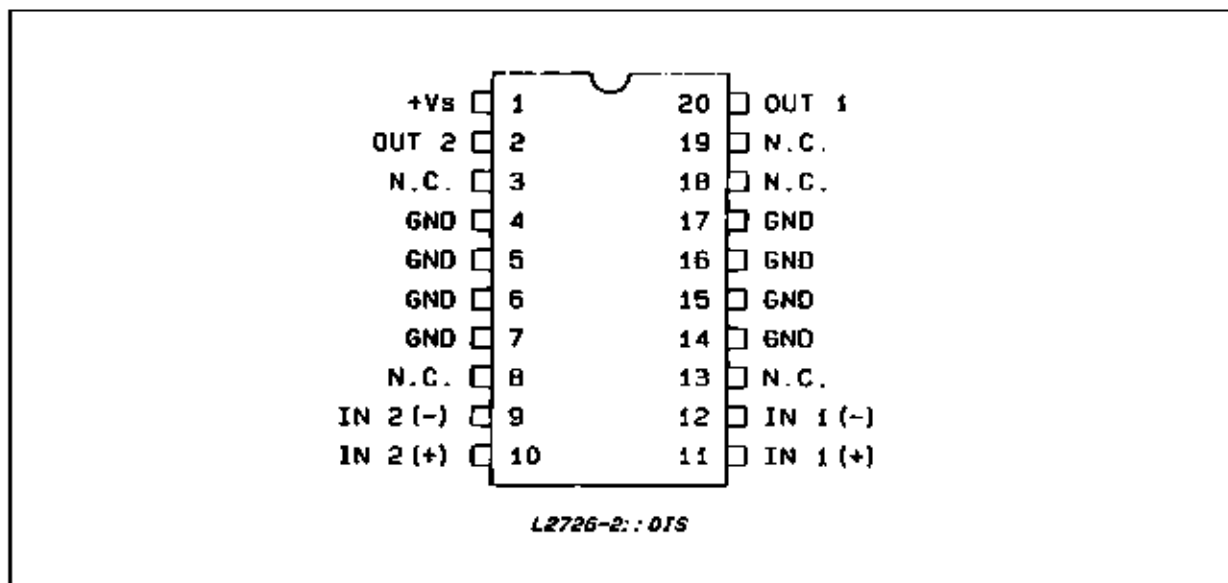 +Vs 1 20 OUT 1
OUT 2 2 19 N.C.
N.C. 3 18 N.C.
GND 4 17 GND
GND 5 16 GND
GND 6 15 GND
GND 7 14 GND
N.C. 8 13 N.C.
IN 2(-) 9 12 IN 1(-)
IN 2(+) 10 11 IN 1(+)
L2726-2::DIS